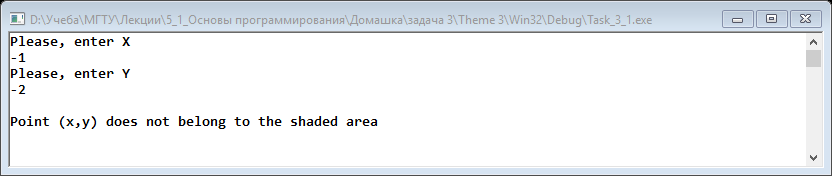 D:\Учеба\МГТУ\Лекции\5_1_Основы программирования\Домашка\задача 3\Theme 3\Win32\Debug\Task_3_1.exe
Please, enter X
-1
Please, enter Y
-2
Point (x,y) does not belong to the shaded area